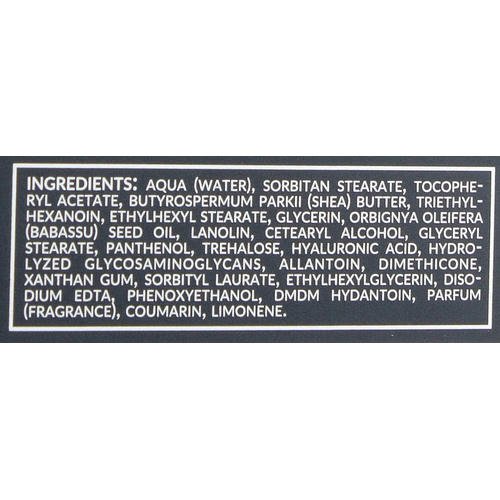 INGREDIENTS: AQUA (WATER), SORBITAN STEARATE, TOCOPHE-
RYL ACETATE, BUTYROSPERMUM PARKII (SHEA) BUTTER, TRIETHYL-
HEXANOIN, ETHYLHEXYL STEARATE, GLYCERIN, ORBIGNYA OLEIFERA
(BABASSU) SEED OIL, LANOLIN, CETEARYL ALCOHOL, GLYCERYL
STEARATE, PANTHENOL, TREHALOSE, HYALURONIC ACID, HYDRO-
LYZED GLYCOSAMINOGLYCANS, ALLANTOIN, DIMETHICONE,
XANTHAN GUM, SORBITYL LAURATE, ETHYLHEXYLGLYCERIN, DISO-
DIUM EDTA, PHENOXYETHANOL, DMDM HYDANTOIN, PARFUM
(FRAGRANCE), COUMARIN, LIMONENE.